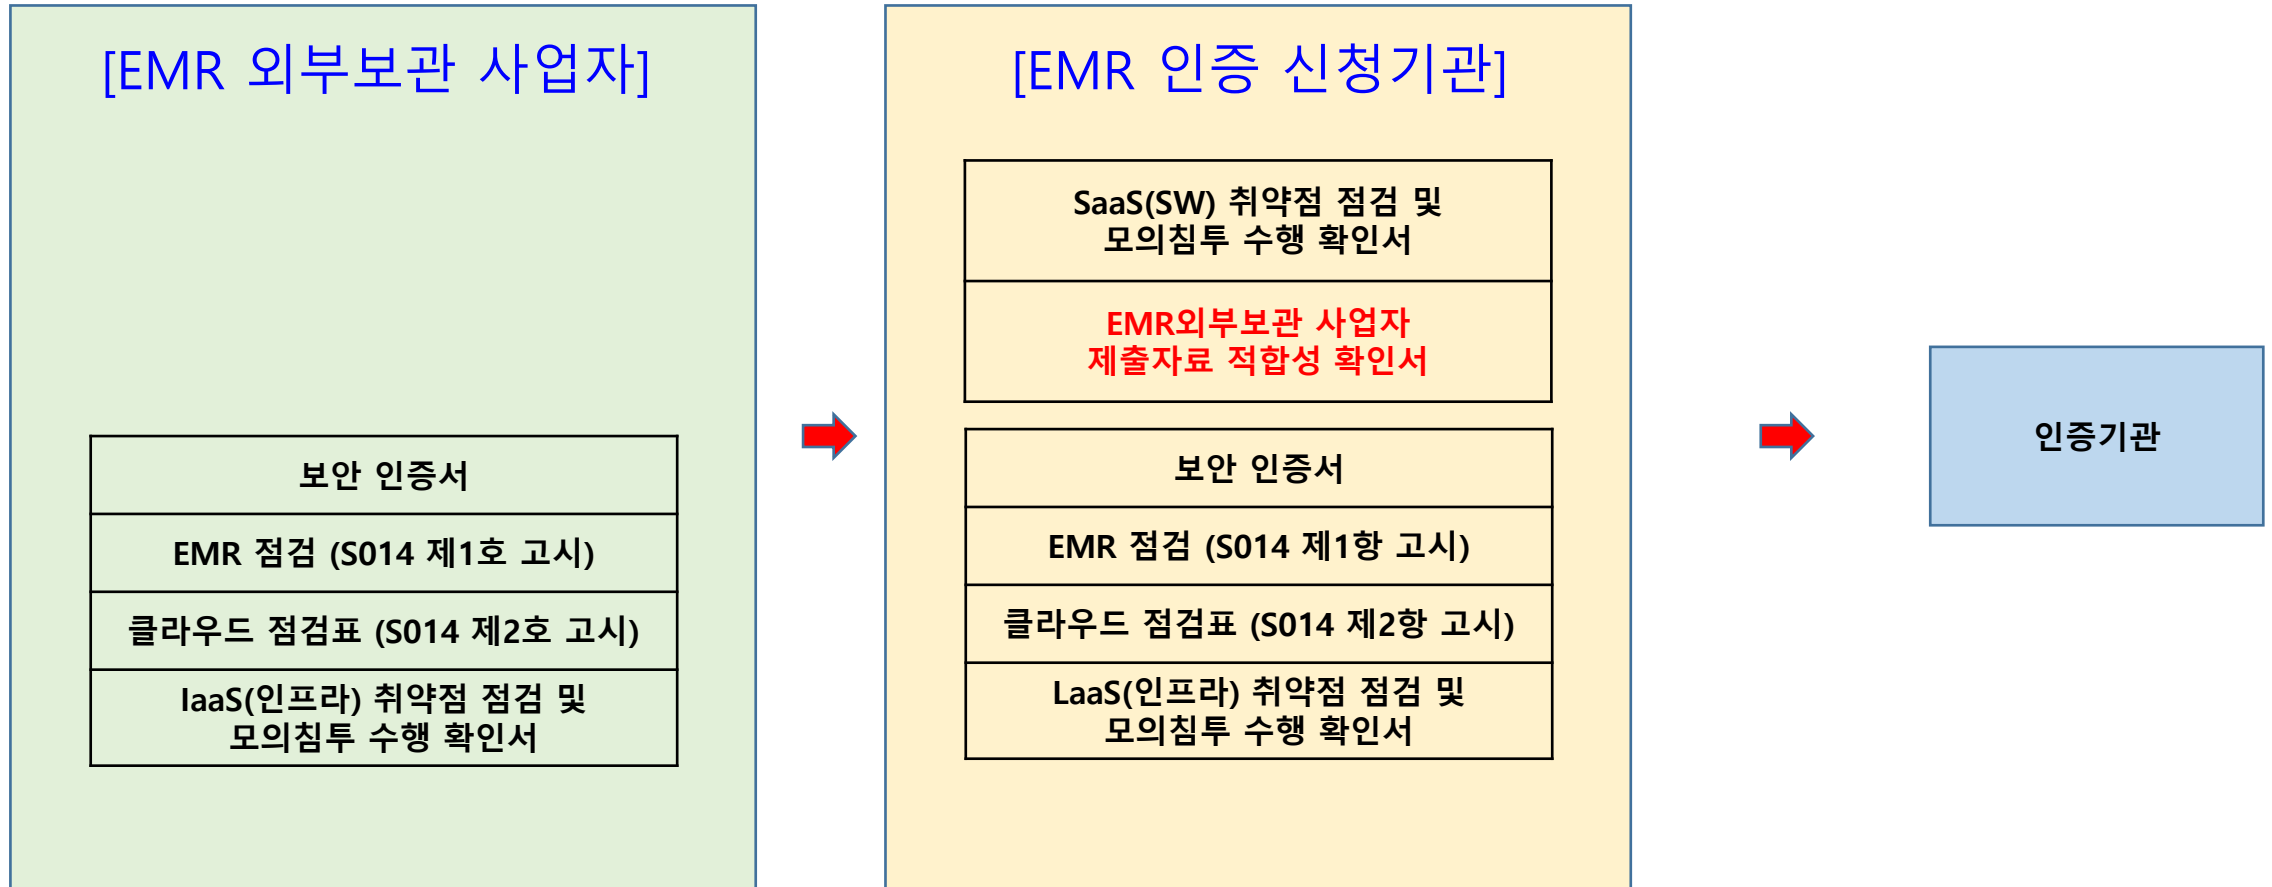 [EMR 외부보관 사업자]
보안 인증서
EMR 점검 (S014 제1호 고시)
클라우드 점검표 (S014 제2호 고시)
IaaS(인프라) 취약점 점검 및
모의침투 수행 확인서
[EMR 인증 신청기관]
SaaS(SW) 취약점 점검 및
모의침투 수행 확인서
EMR외부보관 사업자
제출자료 적합성 확인서
보안 인증서
EMR 점검 (S014 제1항 고시)
클라우드 점검표 (S014 제2항 고시)
LaaS(인프라) 취약점 점검 및
모의침투 수행 확인서
인증기관